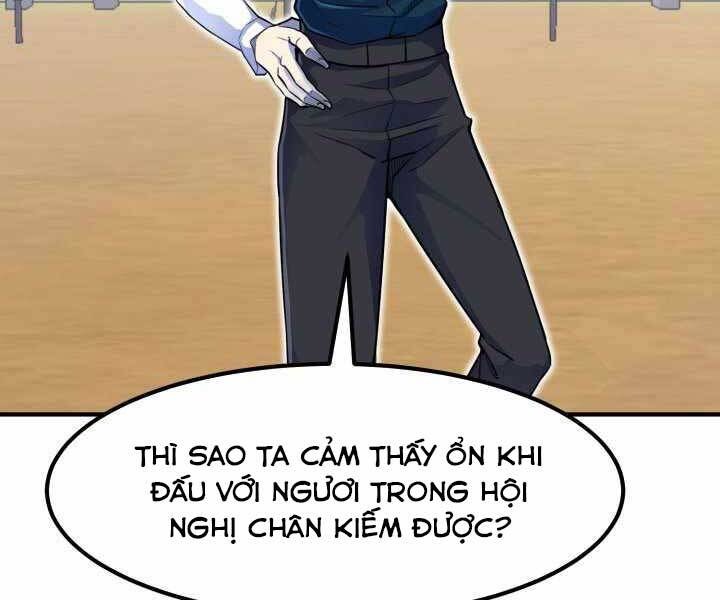 THÌ SAO TA CẢM THẤY ỔN KHI
ĐẤU VỚI NGƯƠI TRONG HỘI
NGHỊ CHÂN KIẾM ĐƯỢC?